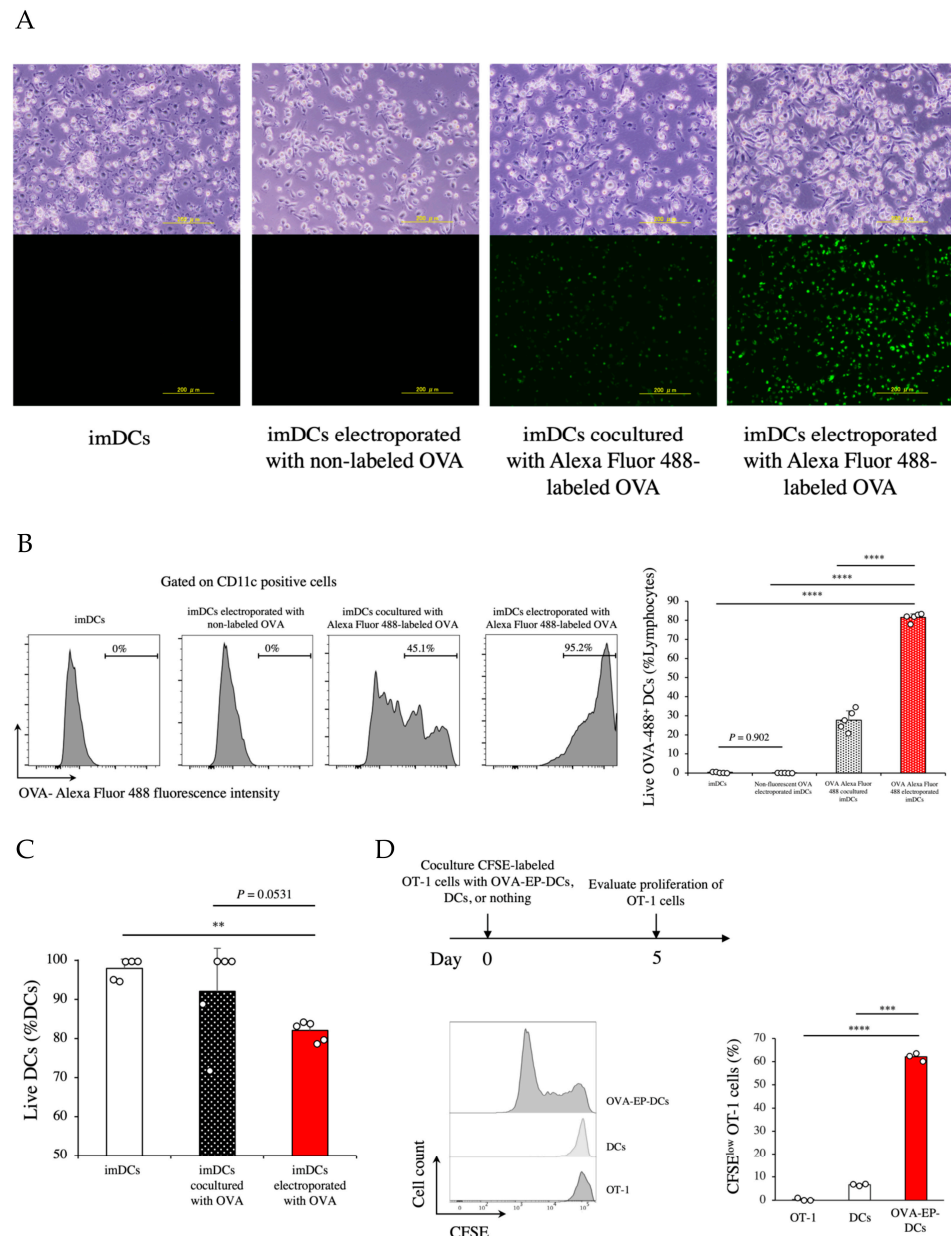 A
200 μm
200 μm
200 μm
200 μm
200 μm
200 μm
200 μm
imDCs
imDCs electroporated
with non-labeled OVA
imDCs cocultured
with Alexa Fluor 488-
labeled OVA
imDCs electroporated
with Alexa Fluor 488-
labeled OVA
B
Gated on CD11c positive cells
imDCs
0%
imDCs electroporated with
non-labeled OVA
0%
imDCs cocultured with
Alexa Fluor 488-labeled OVA
45.1%
imDCs electroporated with
Alexa Fluor 488-labeled OVA
95.2%
OVA- Alexa Fluor 488 fluorescence intensity
Live OVA-488+ DCs (%Lymphocytes)
90
80
70
60
50
40
30
20
10
0
****
****
****
P = 0.902
imDCs
Non-fluorescent OVA
electroporated imDCs
OVA Alexa Fluor
488 cocultured
imDCs
OVA Alexa Fluor
488 electroporated
imDCs
C
P = 0.0531
**
Live DCs (%DCs)
100
90
80
70
60
50
imDCs
imDCs
cocultured
with OVA
imDCs
electroporated
with OVA
D
Coculture CFSE-labeled
OT-1 cells with OVA-EP-DCs,
DCs, or nothing
Evaluate proliferation of
OT-1 cells
Day
0
5
OVA-EP-DCs
DCs
OT-1
Cell count
0
10²
10³
10⁴
10⁵
CFSE
***
****
CFSElow OT-1 cells (%)
70
60
50
40
30
20
10
0
OT-1
DCs
OVA-EP-
DCs